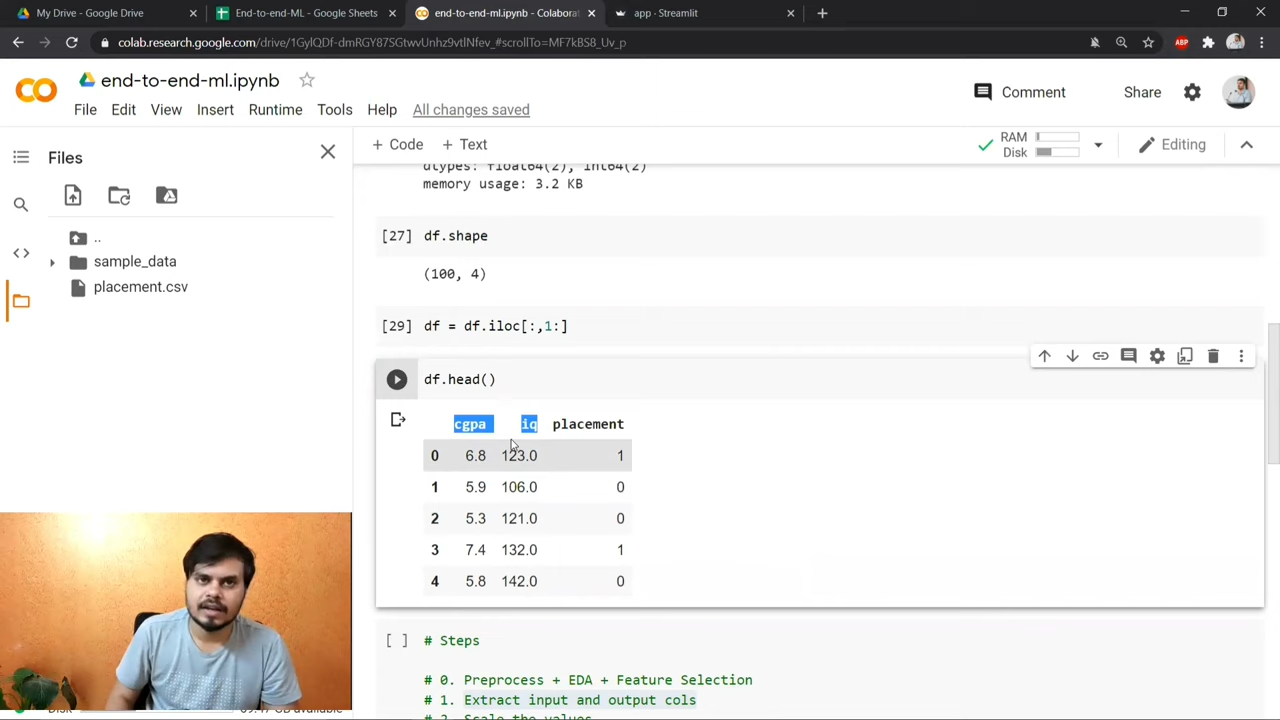 My Drive - Google Drive
End-to-end-ML - Google Sheets
end-to-end-ml.ipynb - Colaborat
app · Streamlit
colab.research.google.com/drive/1GylQDf-dmRGY87SGtwvUnhz9vtlNfev_#scrollTo=MF7kBS8_Uv_p
ABP
end-to-end-ml.ipynb
Comment
Share
File Edit View Insert Runtime Tools Help All changes saved
Files
+ Code + Text
RAM
Disk
Editing
..
sample_data
placement.csv
dtypes: float64(2), int64(2)
memory usage: 3.2 KB
[27] df.shape
(100, 4)
[29] df = df.iloc[:,1:]
df.head()
cgpa iq placement
0 6.8 123.0 1
1 5.9 106.0 0
2 5.3 121.0 0
3 7.4 132.0 1
4 5.8 142.0 0
[ ] # Steps
# 0. Preprocess + EDA + Feature Selection
# 1. Extract input and output cols
# 2. Scale the values
Disk
GB available